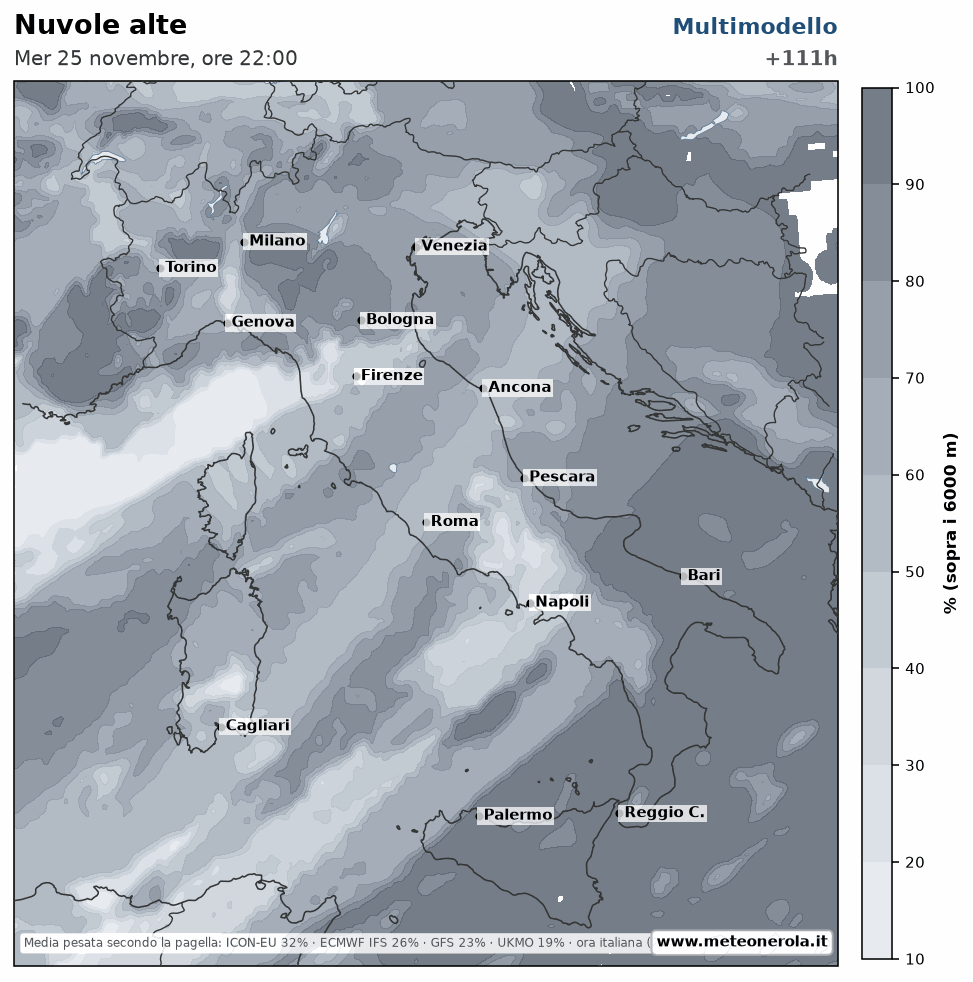 Nuvole alte
Multimodello
Mer 25 novembre, ore 22:00
+111h
100
90
80
70
60
50
40
30
20
10
% (sopra i 6000 m)
Milano
Venezia
Torino
Genova
Bologna
Firenze
Ancona
Pescara
Roma
Bari
Napoli
Cagliari
Palermo
Reggio C.
Media pesata secondo la pagella: ICON-EU 32% · ECMWF IFS 26% · GFS 23% · UKMO 19% · ora italiana (
www.meteonerola.it